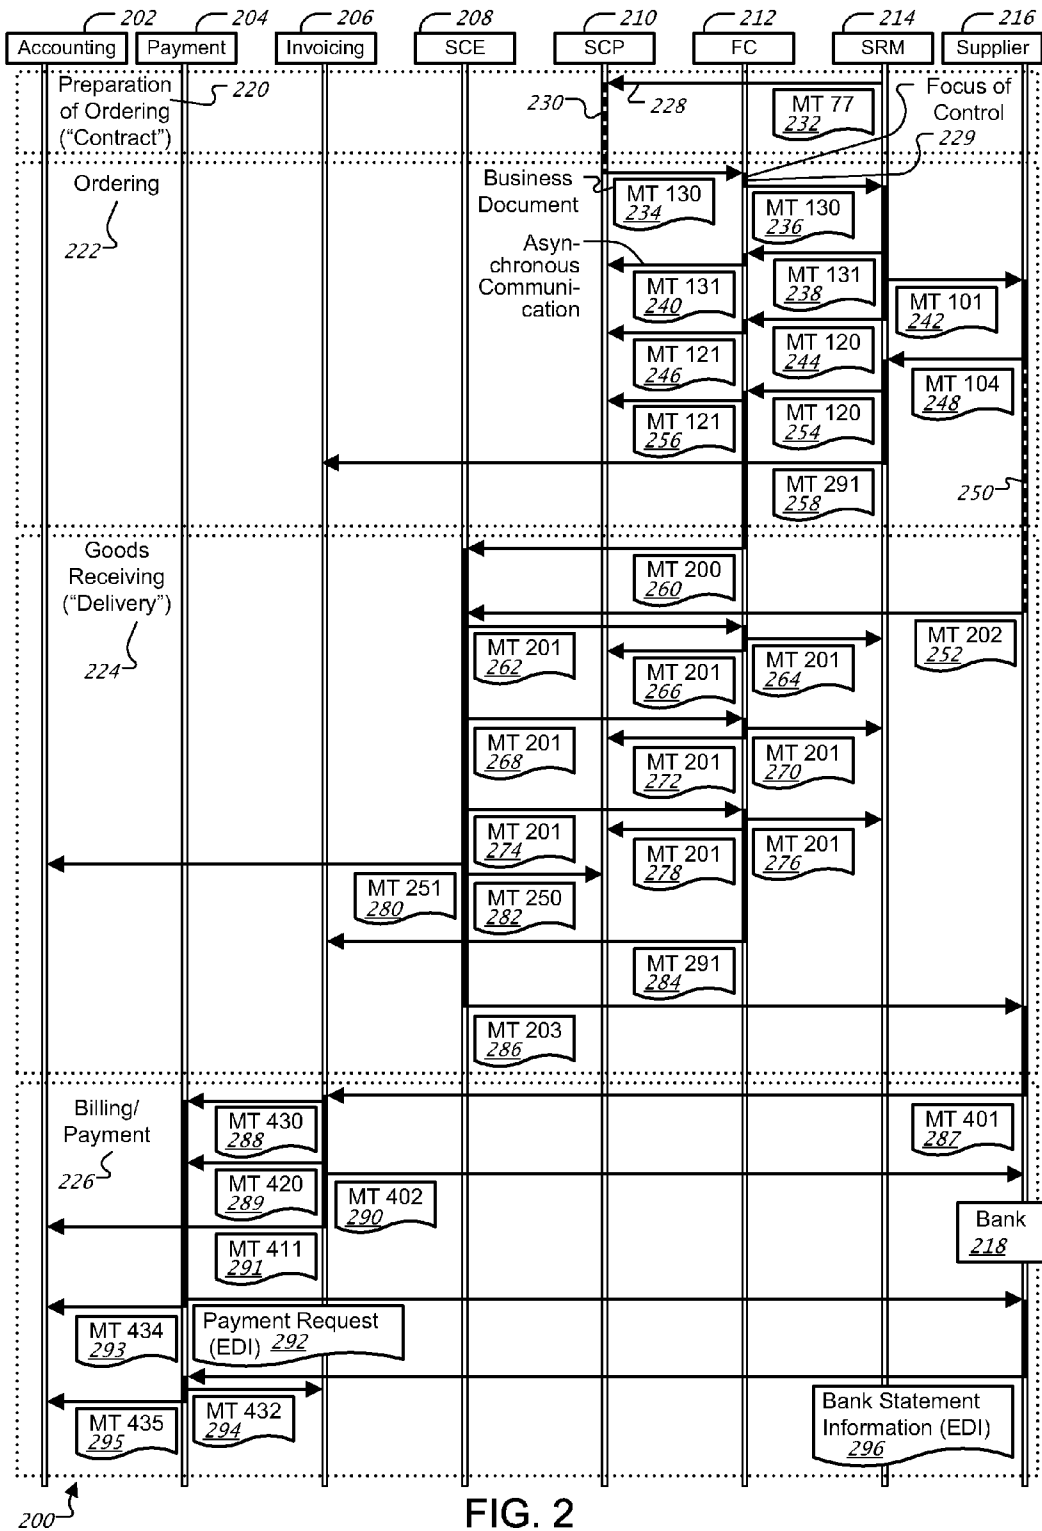 202 204 206 208 210 212 214 216
Accounting Payment Invoicing SCE SCP FC SRM Supplier
Preparation
of Ordering
("Contract")
220
230
228
MT 77
232
Focus of
Control
229
Ordering
222
Business
Document
MT 130
234
MT 130
236
Asyn-
chronous
Communi-
cation
MT 131
240
MT 131
238
MT 101
242
MT 121
246
MT 120
244
MT 104
248
MT 121
256
MT 120
254
MT 291
258
250
Goods
Receiving
("Delivery")
224
MT 200
260
MT 201
262
MT 201
266
MT 201
264
MT 202
252
MT 201
268
MT 201
272
MT 201
270
MT 201
274
MT 201
278
MT 201
276
MT 251
280
MT 250
282
MT 291
284
MT 203
286
Billing/
Payment
226
MT 430
288
MT 401
287
MT 420
289
MT 402
290
Bank
218
MT 411
291
MT 434
293
Payment Request
(EDI) 292
MT 435
295
MT 432
294
Bank Statement
Information (EDI)
296
200
FIG. 2